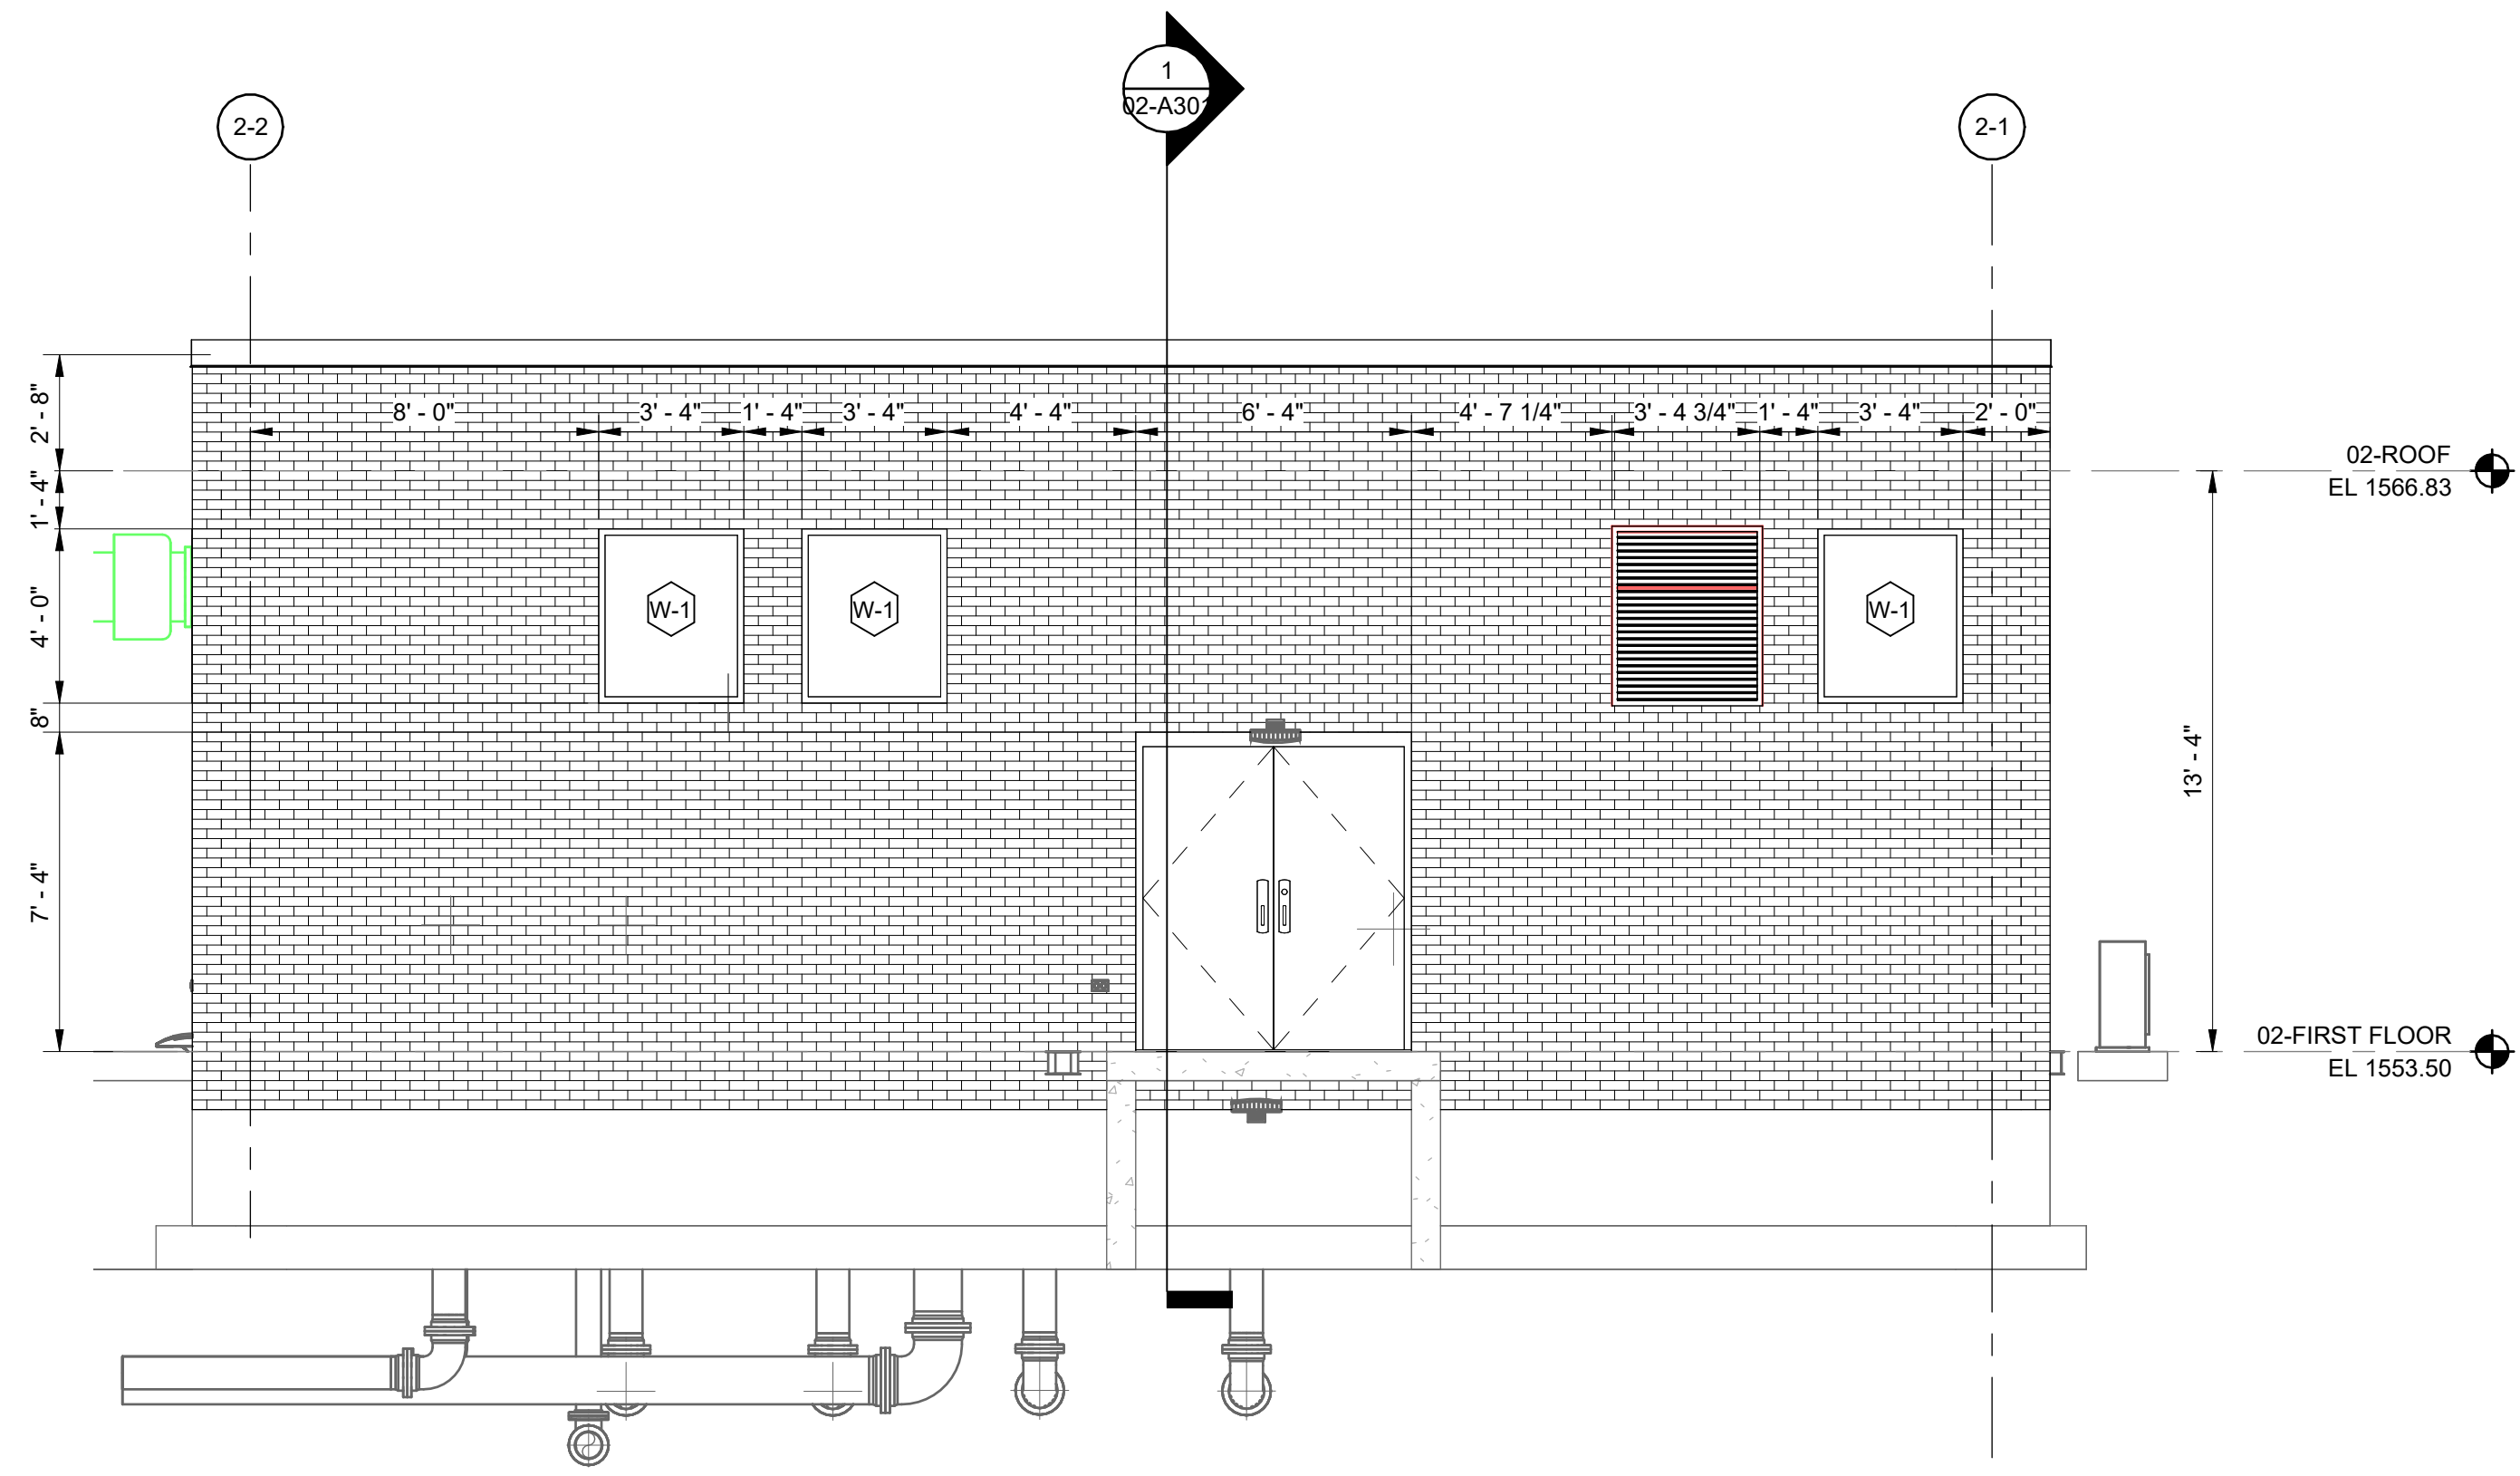 1
02-A301
2-2
2-1
8' - 0"
3' - 4"
1' - 4"
3' - 4"
4' - 4"
6' - 4"
4' - 7 1/4"
3' - 4 3/4"
1' - 4"
3' - 4"
2' - 0"
2' - 8"
1' - 4"
4' - 0"
8"
7' - 4"
W-1
W-1
W-1
13' - 4"
02-ROOF
EL 1566.83
02-FIRST FLOOR
EL 1553.50